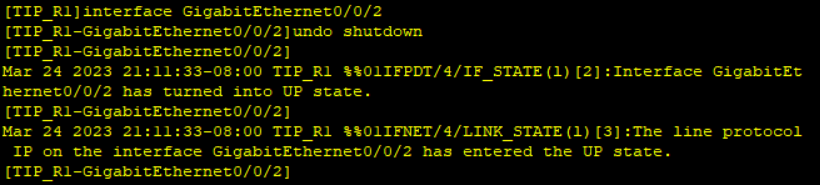 [TIP_R1]interface GigabitEthernet0/0/2
[TIP_R1-GigabitEthernet0/0/2]undo shutdown
[TIP_R1-GigabitEthernet0/0/2]
Mar 24 2023 21:11:33-08:00 TIP_R1 %%01IFPDT/4/IF_STATE(l)[2]:Interface GigabitEt
hernet0/0/2 has turned into UP state.
[TIP_R1-GigabitEthernet0/0/2]
Mar 24 2023 21:11:33-08:00 TIP_R1 %%01IFNET/4/LINK_STATE(l)[3]:The line protocol
 IP on the interface GigabitEthernet0/0/2 has entered the UP state.
[TIP_R1-GigabitEthernet0/0/2]